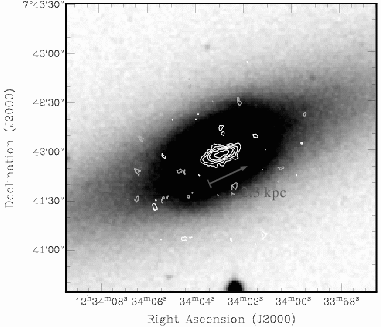 7°43'30"
43'00"
42'30"
42'00"
41'30"
41'00"
Declination (J2000)
3 kpc
12ʰ34ᵐ08ˢ 34ᵐ06ˢ 34ᵐ04ˢ 34ᵐ02ˢ 34ᵐ00ˢ 33ᵐ58ˢ
Right Ascension (J2000)